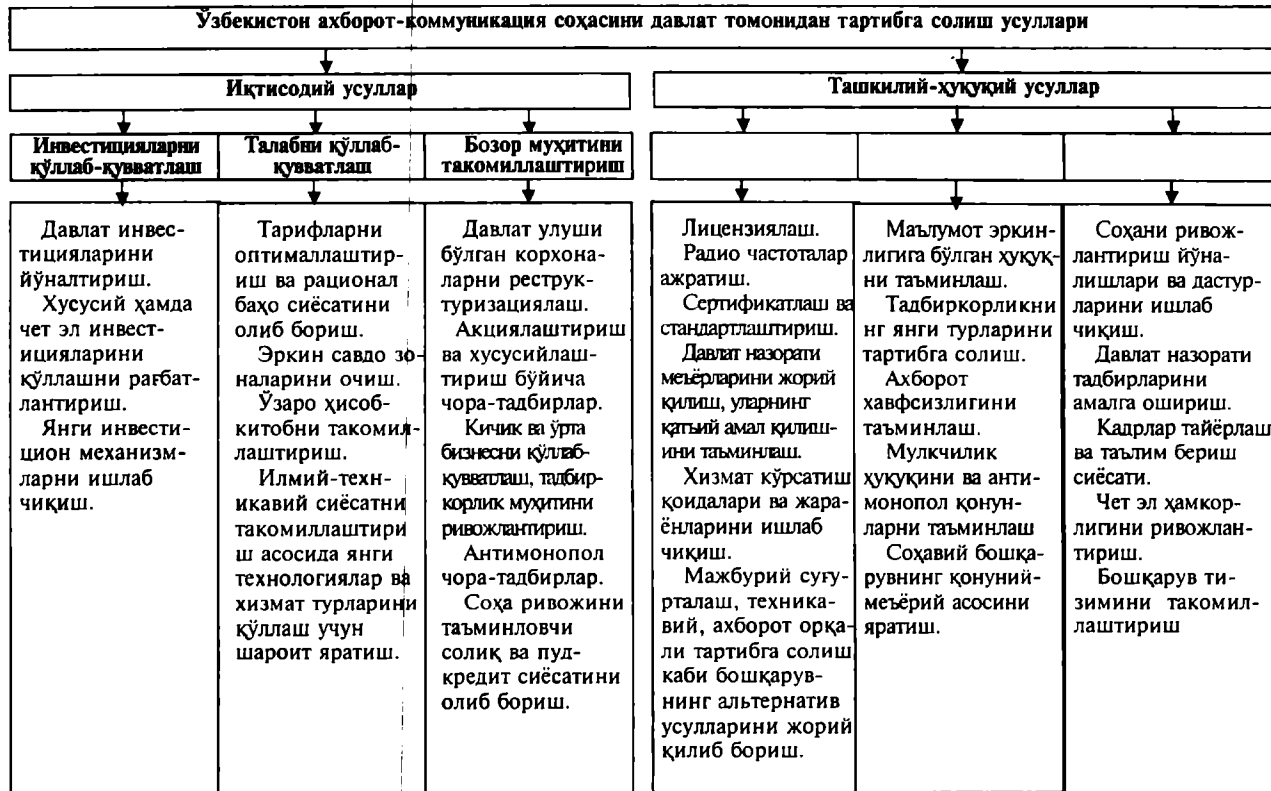 Ўзбекистон ахборот-коммуникация соҳасини давлат томонидан тартибга солиш усуллари
Иқтисодий усуллар
Ташкилий-ҳуқуқий усуллар
Инвестицияларни
қўллаб-қувватлаш
Талабни қўллаб-
қувватлаш
Бозор муҳитини
такомиллаштириш
Давлат инвес-
тицияларини
йўналтириш.
Хусусий ҳамда
чет эл инвест-
ицияларини
қўллашни рағбат-
лантириш.
Янги инвести-
цион механизм-
ларни ишлаб
чиқиш.
Тарифларни
оптималлаштир-
иш ва рационал
баҳо сиёсатини
олиб бориш.
Эркин савдо зо-
наларини очиш.
Ўзаро ҳисоб-
китобни такомил-
лаштириш.
Илмий-техн-
икавий сиёсатни
такомиллаштири
ш асосида янги
технологиялар ва
хизмат турларини
қўллаш учун
шароит яратиш.
Давлат улуши
бўлган корхона-
ларни реструк-
туризациялаш.
Акциялаштириш
ва хусусийлаш-
тириш бўйича
чора-тадбирлар.
Кичик ва ўрта
бизнесни қўллаб-
қувватлаш, тадбир-
корлик муҳитини
ривожлантириш.
Антимонопол
чора-тадбирлар.
Соҳа ривожини
таъминловчи
солиқ ва пуд-
кредит сиёсатини
олиб бориш.
Лицензиялаш.
Радио частоталар
ажратиш.
Сертификатлаш ва
стандартлаштириш.
Давлат назорати
меъёрларини жорий
қилиш, уларнинг
қатъий амал қилиш-
ини таъминлаш.
Хизмат кўрсатиш
қоидалари ва жара-
ёнларини ишлаб
чиқиш.
Мажбурий суғу-
рталаш, техника-
вий, ахборот орқа-
ли тартибга солиш
каби бошқарув-
нинг альтернатив
усулларини жорий
қилиб бориш.
Маълумот эркин-
лигига бўлган ҳуқуқ-
ни таъминлаш.
Тадбиркорликни
нг янги турларини
тартибга солиш.
Ахборот
хавфсизлигини
таъминлаш.
Мулкчилик
ҳуқуқини ва анти-
монопол қонун-
ларни таъминлаш
Соҳавий бошқа-
рувнинг қонуний-
меъёрий асосини
яратиш.
Соҳани ривож-
лантириш йўна-
лишлари ва дастур-
ларини ишлаб
чиқиш.
Давлат назорати
тадбирларини
амалга ошириш.
Кадрлар тайёрлаш
ва таълим бериш
сиёсати.
Чет эл ҳамкор-
лигини ривожлан-
тириш.
Бошқарув ти-
зимини такомил-
лаштириш